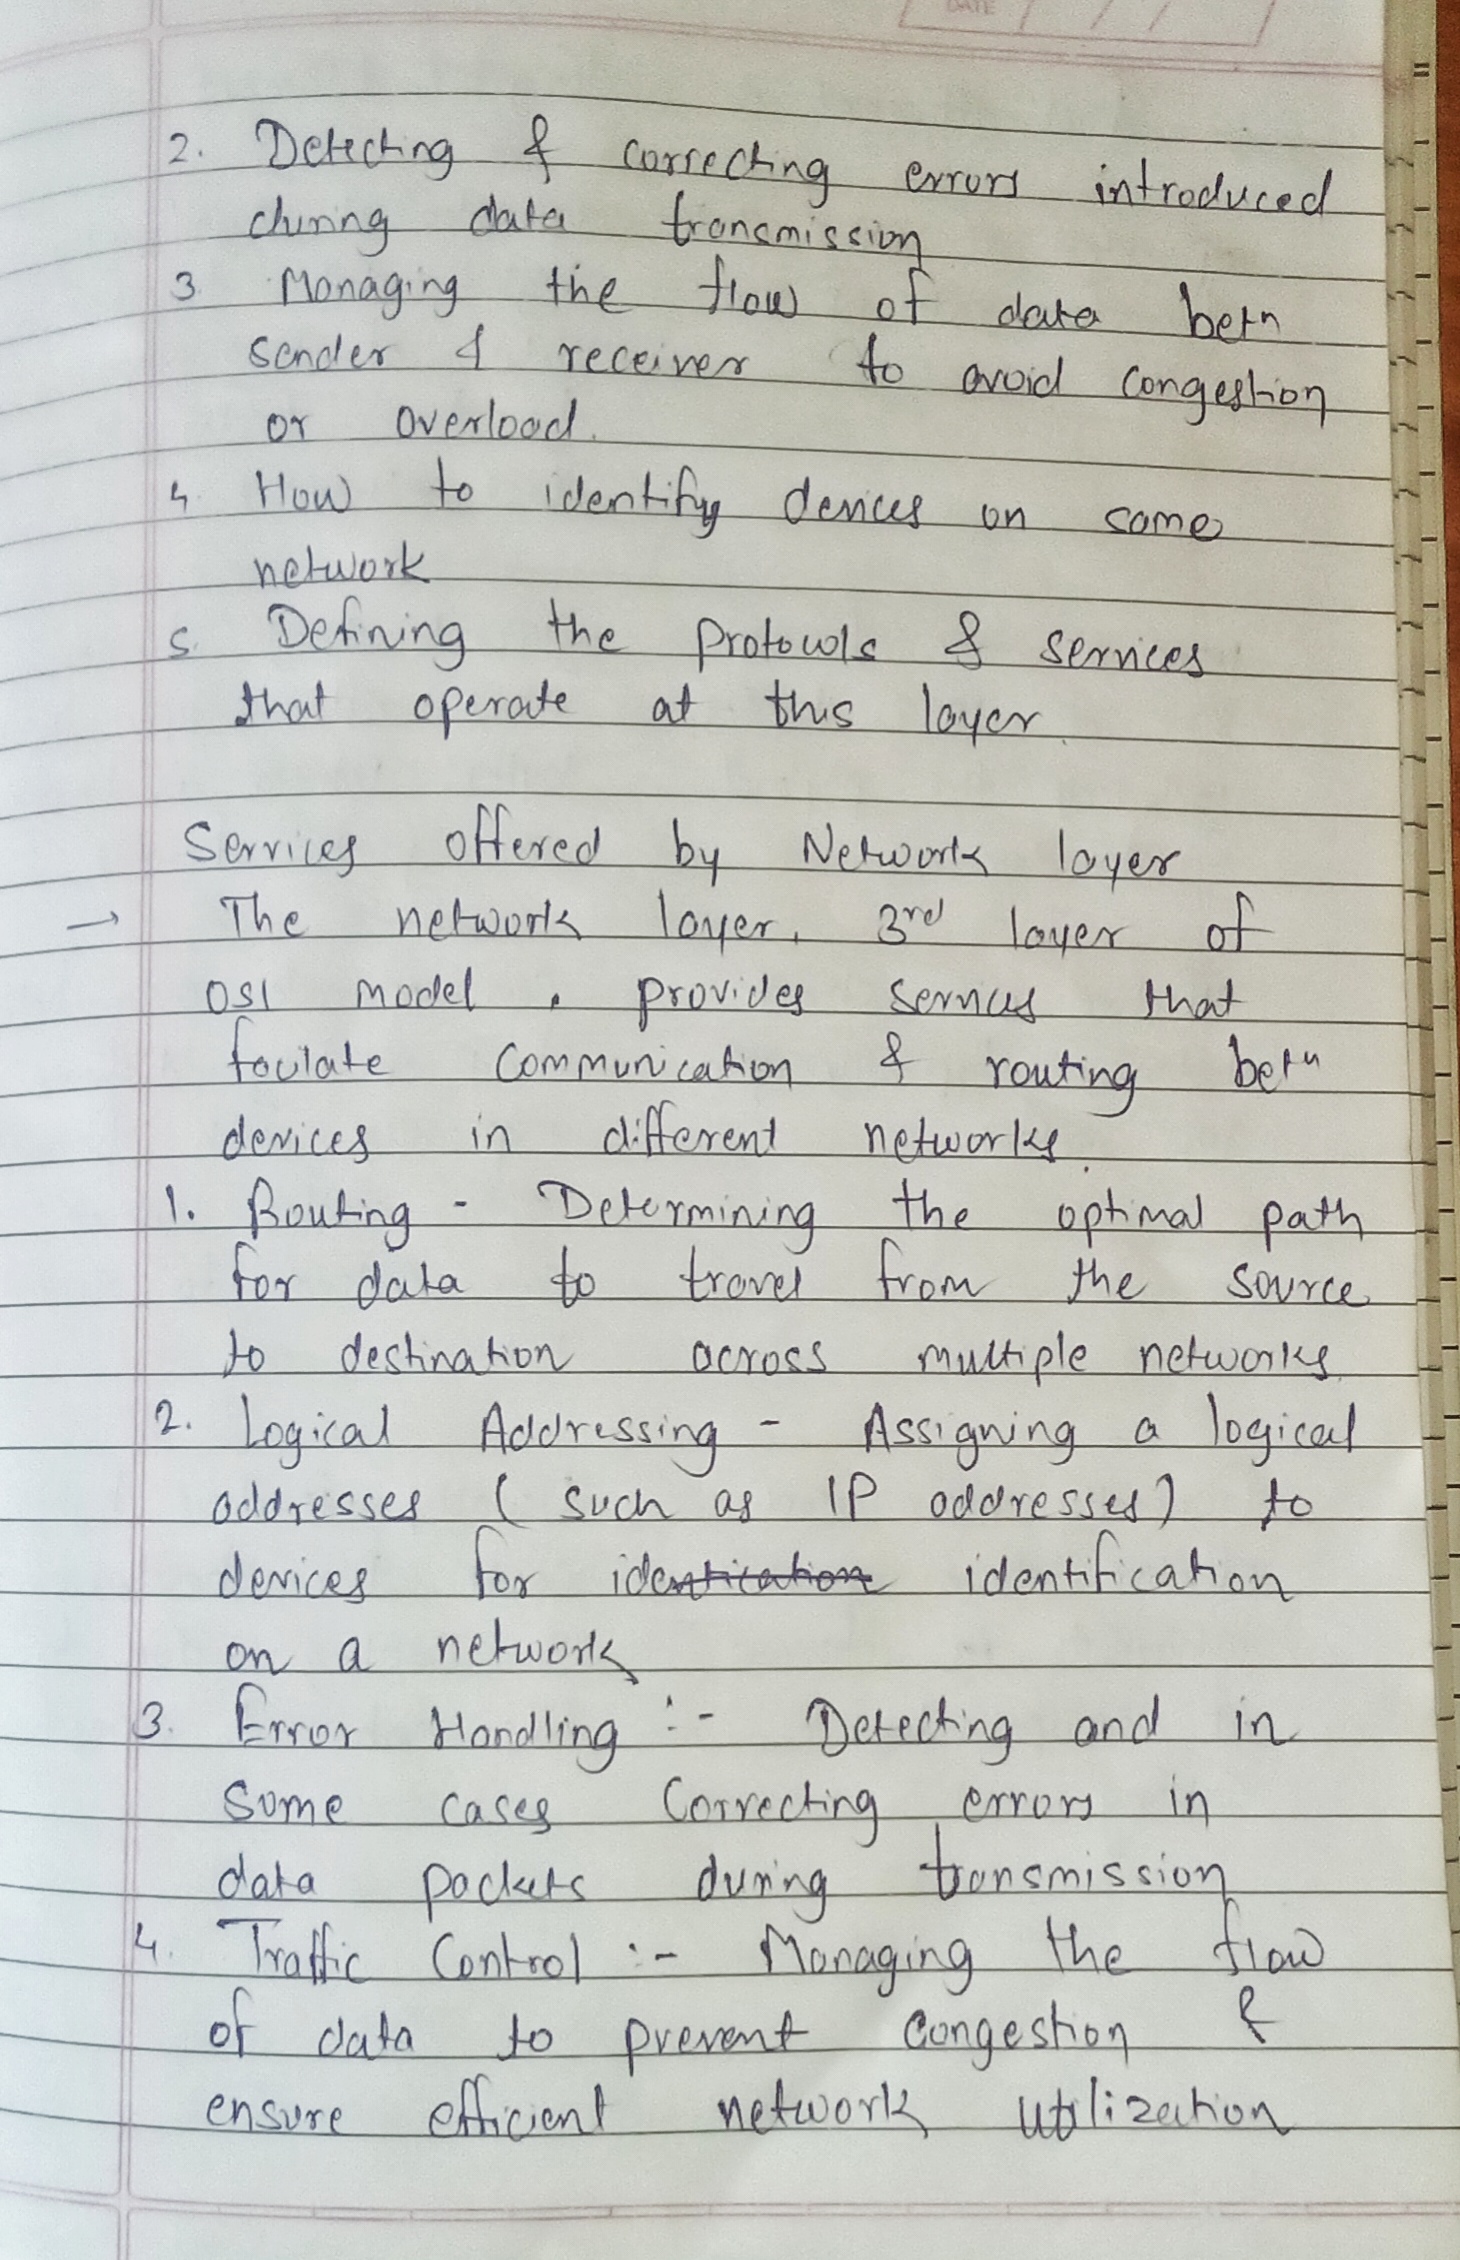 DATE / / /
2. Detecting & correcting errors introduced
during data transmission
3. Managing the flow of data betn
sender & receiver to avoid congestion
or overload.
4. How to identify devices on same
network
5. Defining the protocols & services
that operate at this layer.
Services offered by Network layer
→ The network layer, 3rd layer of
OSI model, provides services that
facilate communication & routing betn
devices in different networks.
1. Routing - Determining the optimal path
for data to travel from the source
to destination across multiple networks.
2. Logical Addressing - Assigning a logical
addresses (such as IP addresses) to
devices for identication identification
on a network
3. Error Handling :- Detecting and in
some cases correcting errors in
data packets during transmission
4. Traffic Control :- Managing the flow
of data to prevent congestion &
ensure efficient network utilization